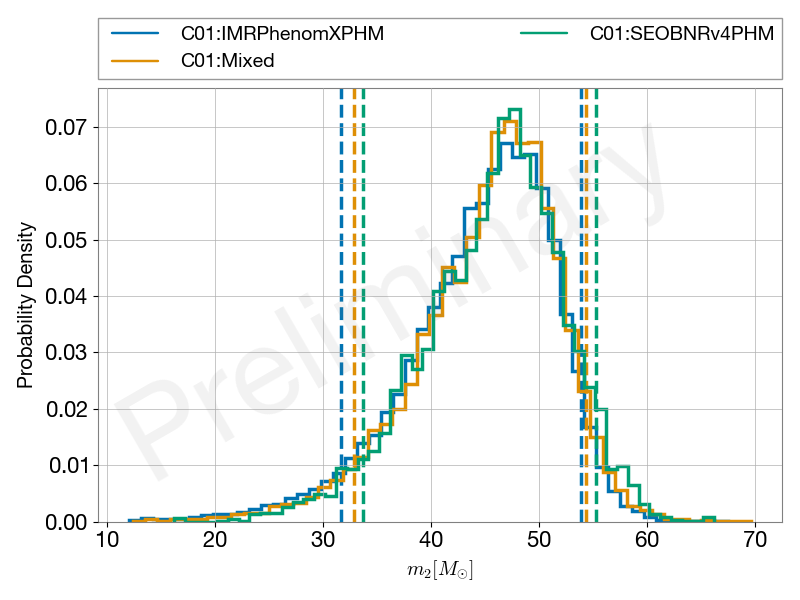 C01:IMRPhenomXPHM
C01:Mixed
C01:SEOBNRv4PHM
0.07
0.06
0.05
0.04
0.03
0.02
0.01
0.00
Probability Density
Preliminary
10 20 30 40 50 60 70
m₂[M⊙]